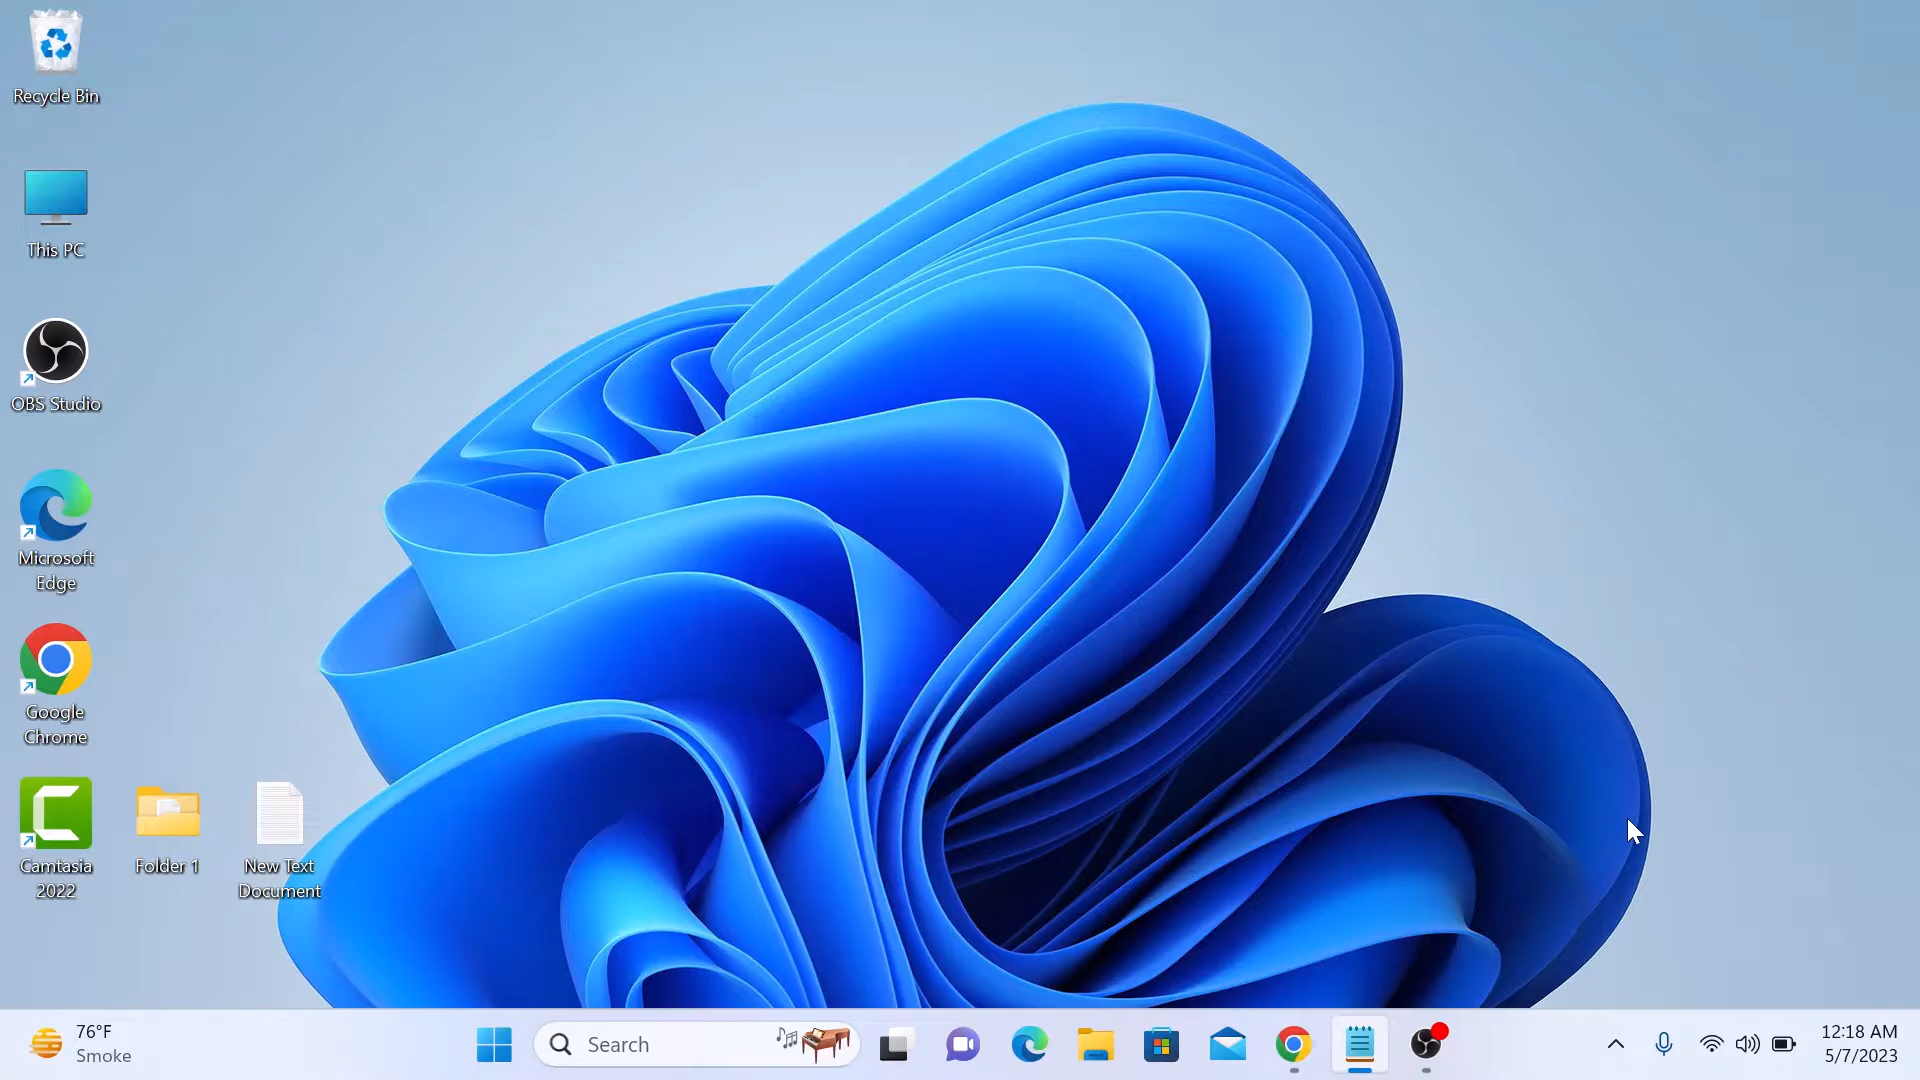 Recycle Bin
This PC
OBS Studio
Microsoft
Edge
Google
Chrome
Camtasia
2022
Folder 1
New Text
Document
76°F
Smoke
Search
12:18 AM
5/7/2023